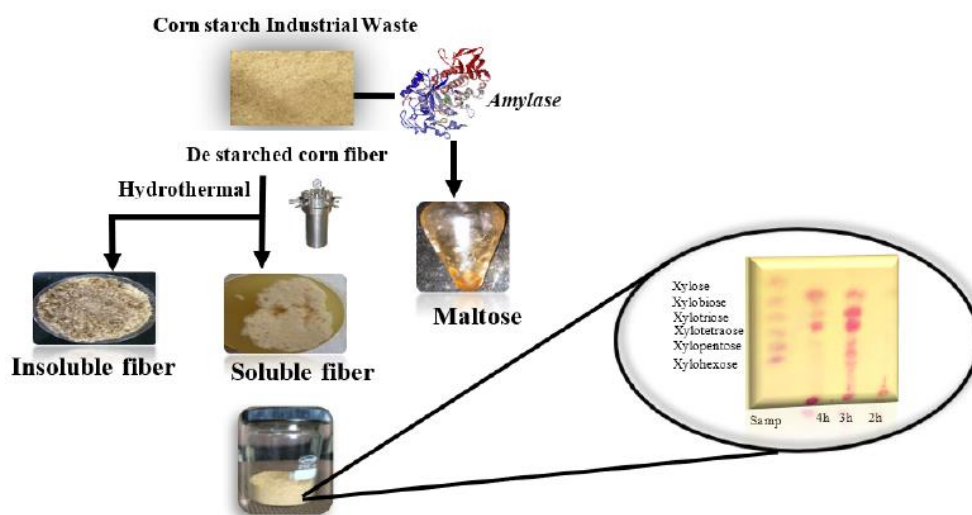 Corn starch Industrial Waste
Amylase
De starched corn fiber
Hydrothermal
Maltose
Insoluble fiber
Soluble fiber
Xylose
Xylobiose
Xylotriose
Xylotetraose
Xylopentose
Xylohexose
Samp 4h 3h 2h